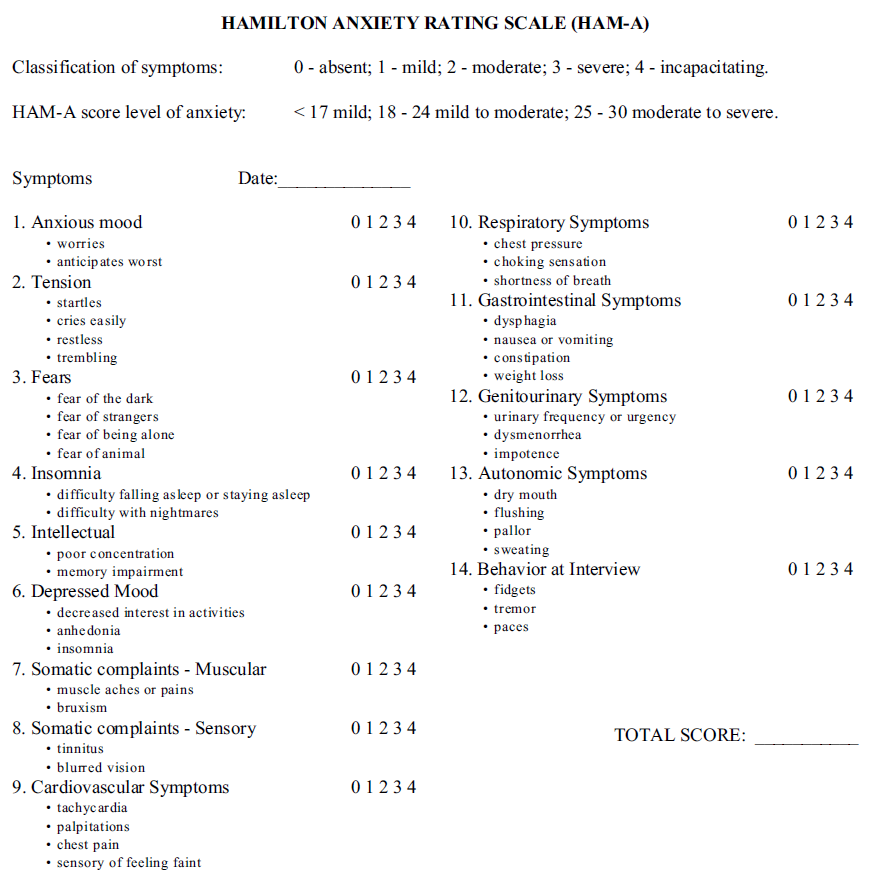 HAMILTON ANXIETY RATING SCALE (HAM-A)
Classification of symptoms: 0 - absent; 1 - mild; 2 - moderate; 3 - severe; 4 - incapacitating.
HAM-A score level of anxiety: < 17 mild; 18 - 24 mild to moderate; 25 - 30 moderate to severe.
Symptoms Date:______________
1. Anxious mood 0 1 2 3 4
• worries
• anticipates worst
2. Tension 0 1 2 3 4
• startles
• cries easily
• restless
• trembling
3. Fears 0 1 2 3 4
• fear of the dark
• fear of strangers
• fear of being alone
• fear of animal
4. Insomnia 0 1 2 3 4
• difficulty falling asleep or staying asleep
• difficulty with nightmares
5. Intellectual 0 1 2 3 4
• poor concentration
• memory impairment
6. Depressed Mood 0 1 2 3 4
• decreased interest in activities
• anhedonia
• insomnia
7. Somatic complaints - Muscular 0 1 2 3 4
• muscle aches or pains
• bruxism
8. Somatic complaints - Sensory 0 1 2 3 4
• tinnitus
• blurred vision
9. Cardiovascular Symptoms 0 1 2 3 4
• tachycardia
• palpitations
• chest pain
• sensory of feeling faint
10. Respiratory Symptoms 0 1 2 3 4
• chest pressure
• choking sensation
• shortness of breath
11. Gastrointestinal Symptoms 0 1 2 3 4
• dysphagia
• nausea or vomiting
• constipation
• weight loss
12. Genitourinary Symptoms 0 1 2 3 4
• urinary frequency or urgency
• dysmenorrhea
• impotence
13. Autonomic Symptoms 0 1 2 3 4
• dry mouth
• flushing
• pallor
• sweating
14. Behavior at Interview 0 1 2 3 4
• fidgets
• tremor
• paces
TOTAL SCORE: ___________